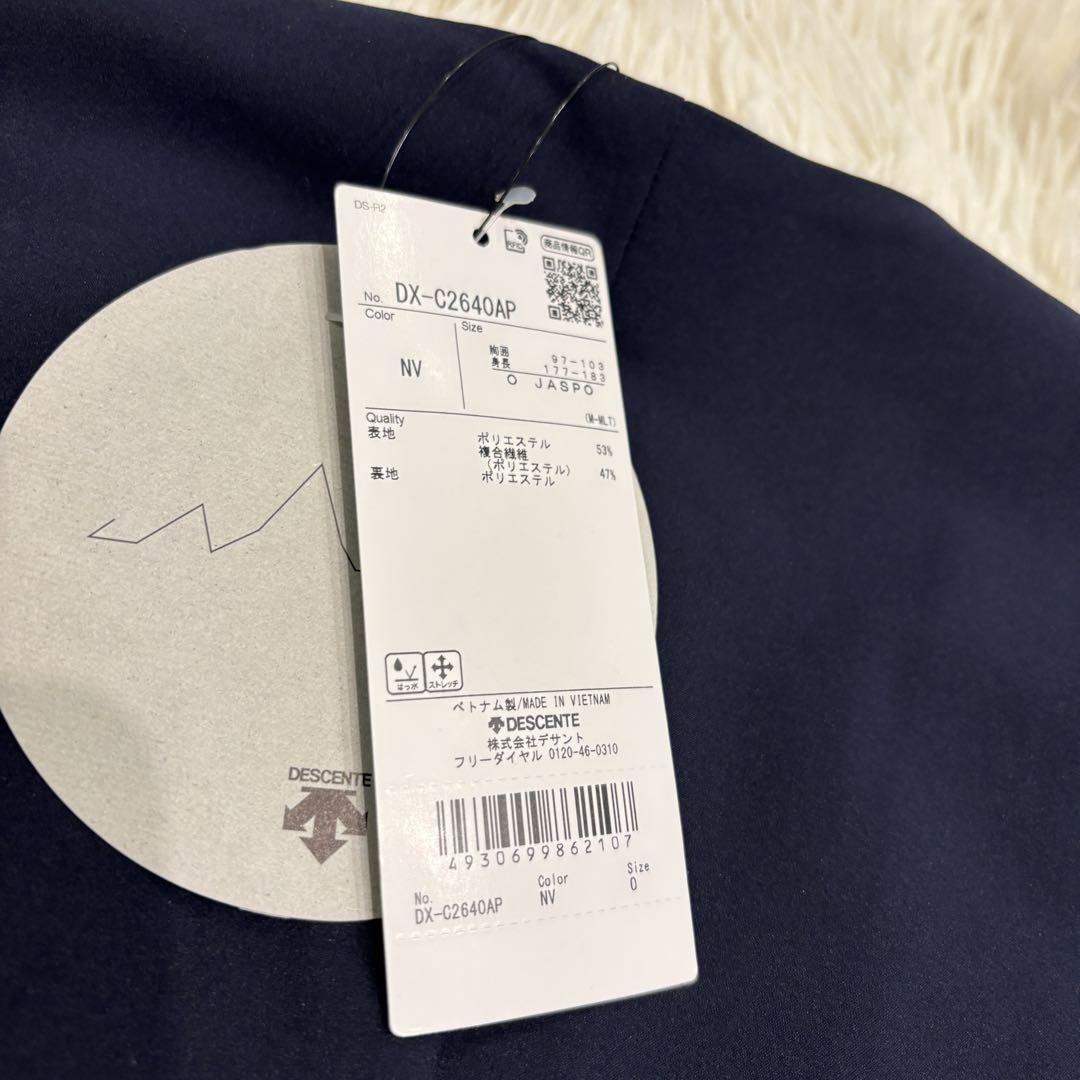 DS-R2
RFID
商品情報QR
No. DX-C2640AP
Color
NV
Size
胸囲 97-103
身長 177-183
O JASPO
Quality
(M-MLT)
表地 ポリエステル 53%
複合繊維
(ポリエステル) 47%
裏地 ポリエステル
はっ水
ストレッチ
ベトナム製/MADE IN VIETNAM
DESCENTE
株式会社デサント
フリーダイヤル 0120-46-0310
4930699862107
No.
DX-C2640AP
Color
NV
Size
O
DESCENTE